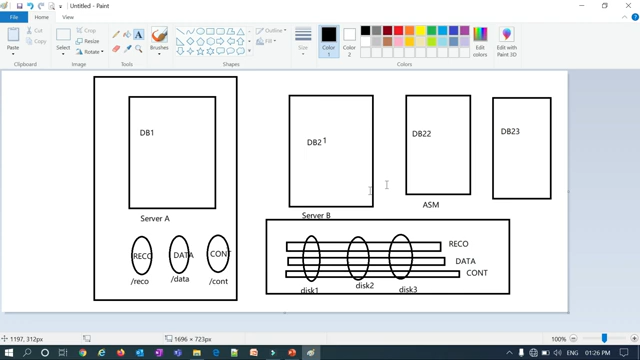 Untitled - Paint
File
Home
View
Paste
Cut
Copy
Clipboard
Select
Crop
Resize
Rotate
Image
A
Tools
Brushes
Shapes
Outline
Fill
Size
Color
1
Color
2
Colors
Edit
colors
Edit with
Paint 3D
DB1
DB21
DB22
DB23
Server A
Server B
ASM
RECO
DATA
CONT
/reco
/data
/cont
RECO
DATA
CONT
disk1
disk2
disk3
1197, 312px
1696 × 723px
100%
ENG
01:26 PM